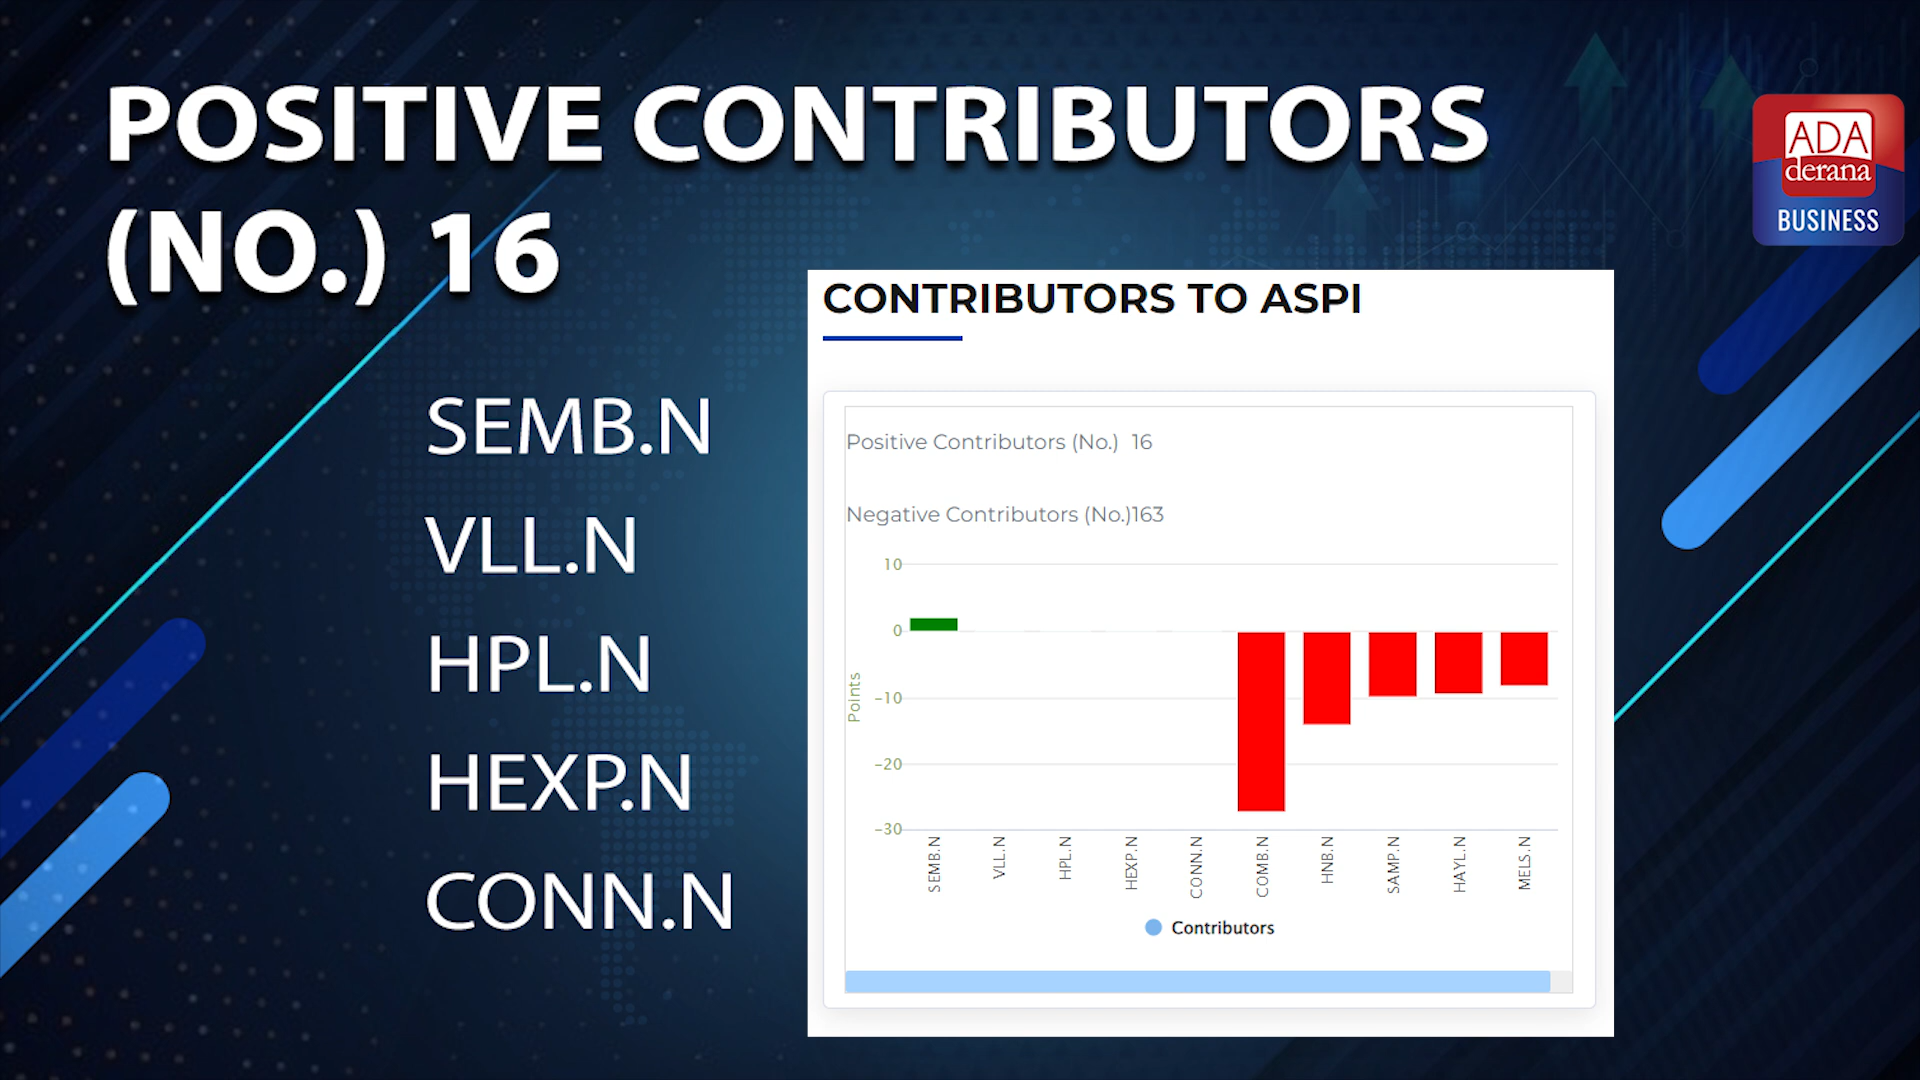 POSITIVE CONTRIBUTORS
(NO.) 16
ADA
derana
BUSINESS
SEMB.N
VLL.N
HPL.N
HEXP.N
CONN.N
CONTRIBUTORS TO ASPI
Positive Contributors (No.) 16
Negative Contributors (No.)163
10
0
-10
-20
-30
Points
SEMB.N
VLL.N
HPL.N
HEXP.N
CONN.N
COMB.N
HNB.N
SAMP.N
HAYL.N
MELS.N
Contributors